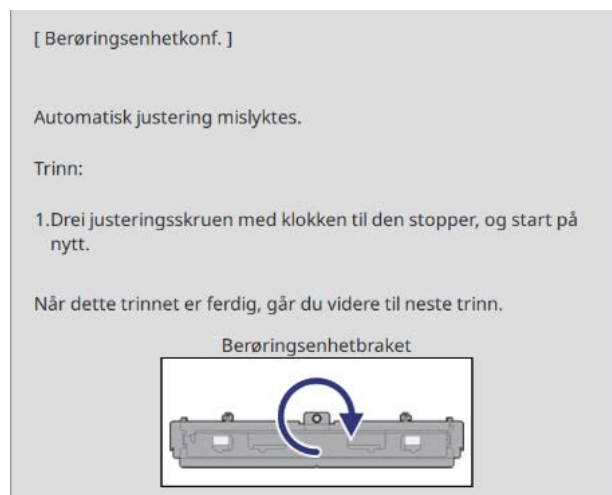 [ Berøringsenhetkonf. ]
Automatisk justering mislyktes.
Trinn:
1.Drei justeringsskruen med klokken til den stopper, og start på
nytt.
Når dette trinnet er ferdig, går du videre til neste trinn.
Berøringsenhetbraket